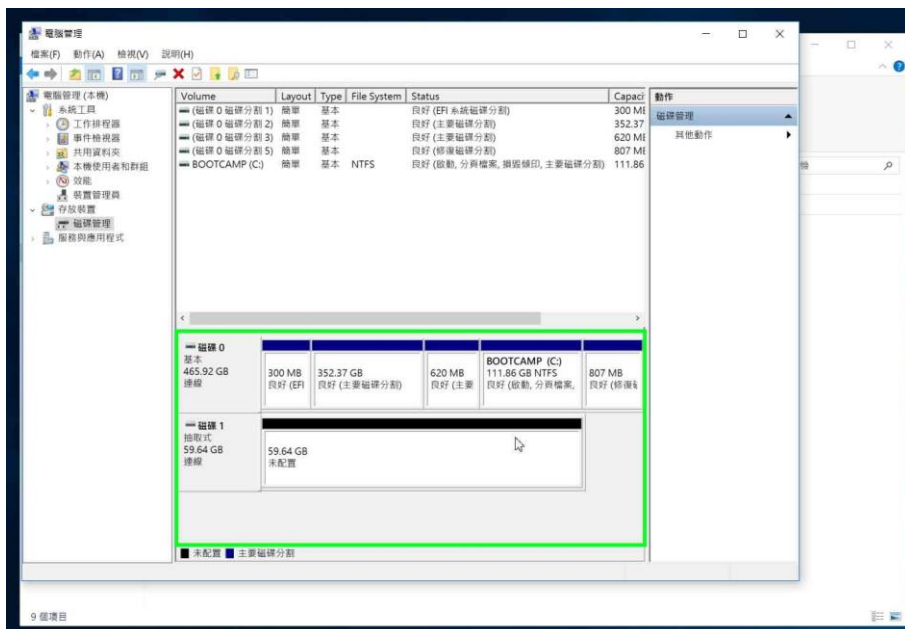 電腦管理
檔案(F) 動作(A) 檢視(V) 說明(H)
電腦管理 (本機)
系統工具
工作排程器
事件檢視器
共用資料夾
本機使用者和群組
效能
裝置管理員
存放裝置
磁碟管理
服務與應用程式
Volume Layout Type File System Status Capaci
(磁碟 0 磁碟分割 1) 簡單 基本 良好 (EFI 系統磁碟分割) 300 ME
(磁碟 0 磁碟分割 2) 簡單 基本 良好 (主要磁碟分割) 352.37
(磁碟 0 磁碟分割 3) 簡單 基本 良好 (主要磁碟分割) 620 ME
(磁碟 0 磁碟分割 5) 簡單 基本 良好 (修復磁碟分割) 807 ME
BOOTCAMP (C:) 簡單 基本 NTFS 良好 (啟動, 分頁檔案, 損毀傾印, 主要磁碟分割) 111.86
動作
磁碟管理
其他動作
磁碟 0
基本
465.92 GB
連線
300 MB
良好 (EFI
352.37 GB
良好 (主要磁碟分割)
620 MB
良好 (主要
BOOTCAMP (C:)
111.86 GB NTFS
良好 (啟動, 分頁檔案,
807 MB
良好 (修復
磁碟 1
抽取式
59.64 GB
連線
59.64 GB
未配置
未配置 主要磁碟分割
9 個項目